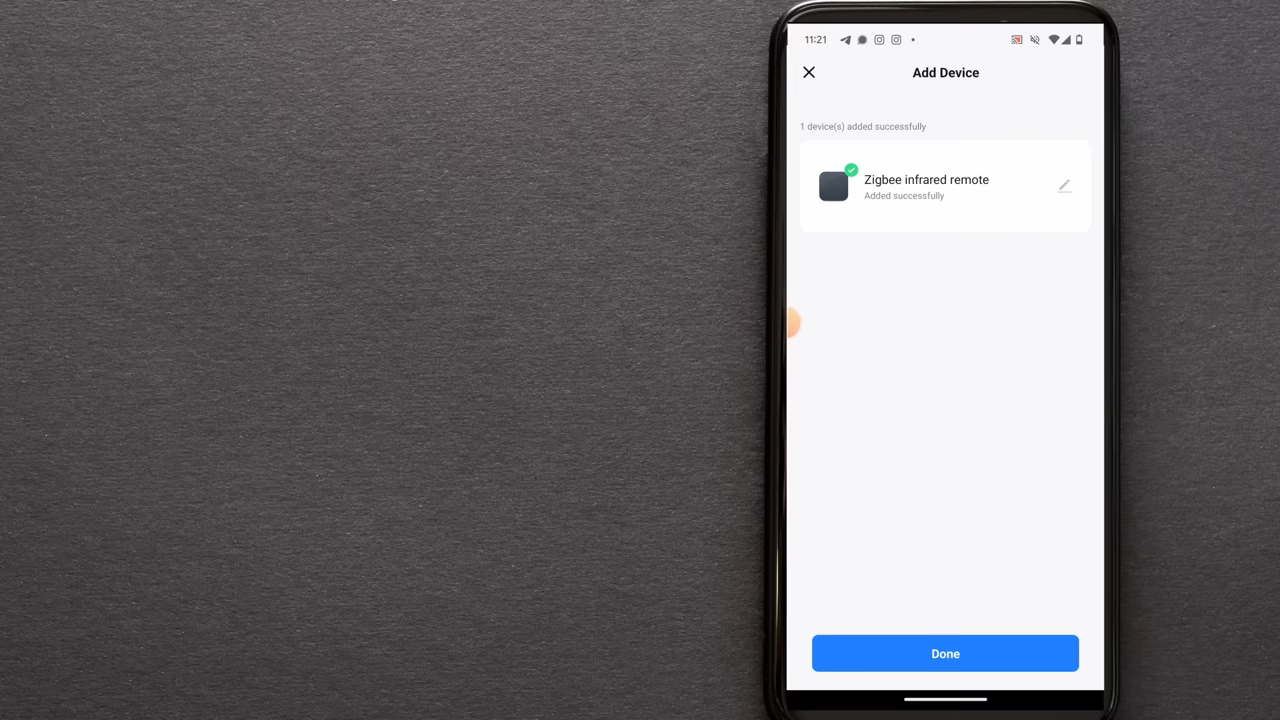 11:21
Add Device
1 device(s) added successfully
Zigbee infrared remote
Added successfully
Done